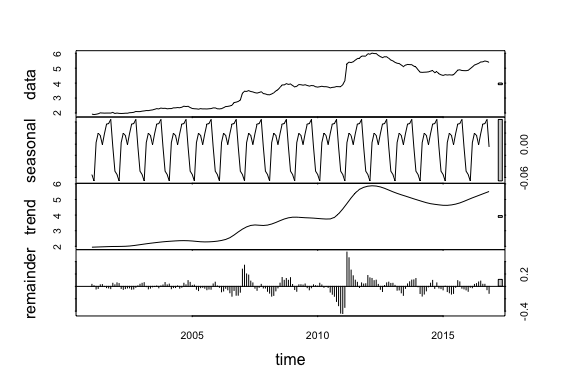 data
2 3 4 5 6
seasonal
-0.06 0.00
trend
2 3 4 5 6
remainder
-0.4 0.2
2005 2010 2015
time